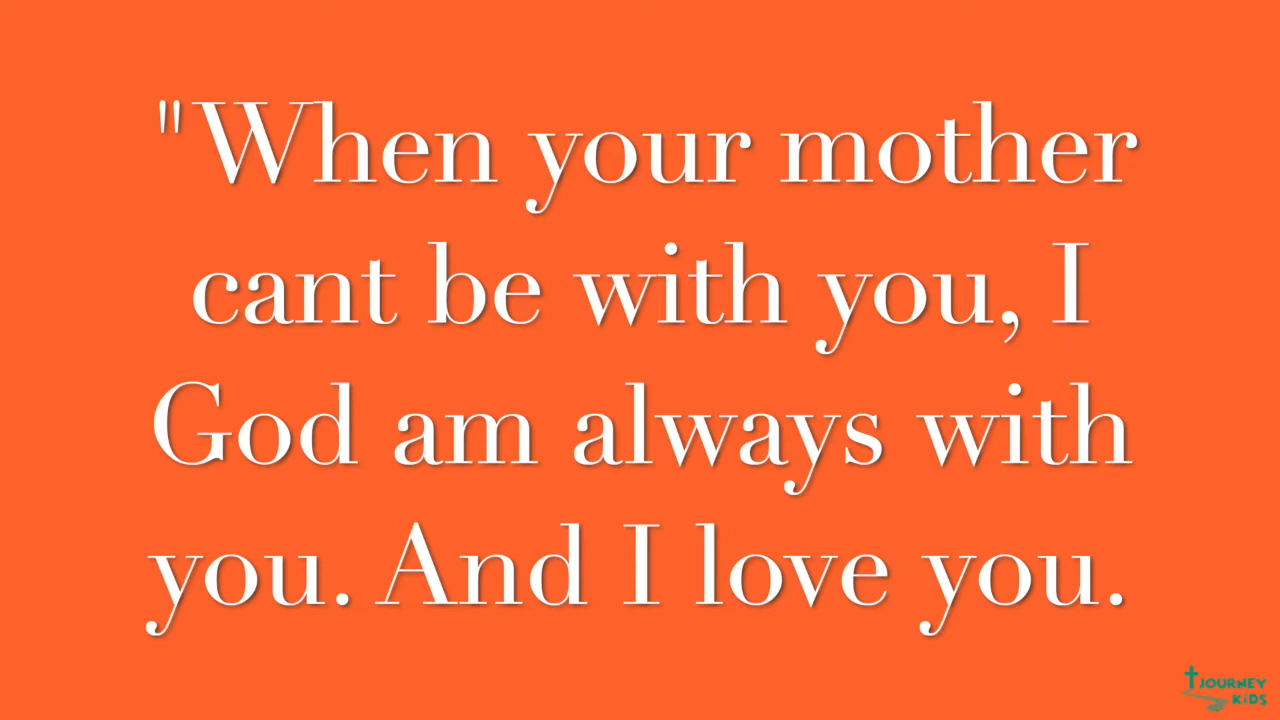 "When your mother
cant be with you, I
God am always with
you. And I love you.
JOURNEY
KiDS